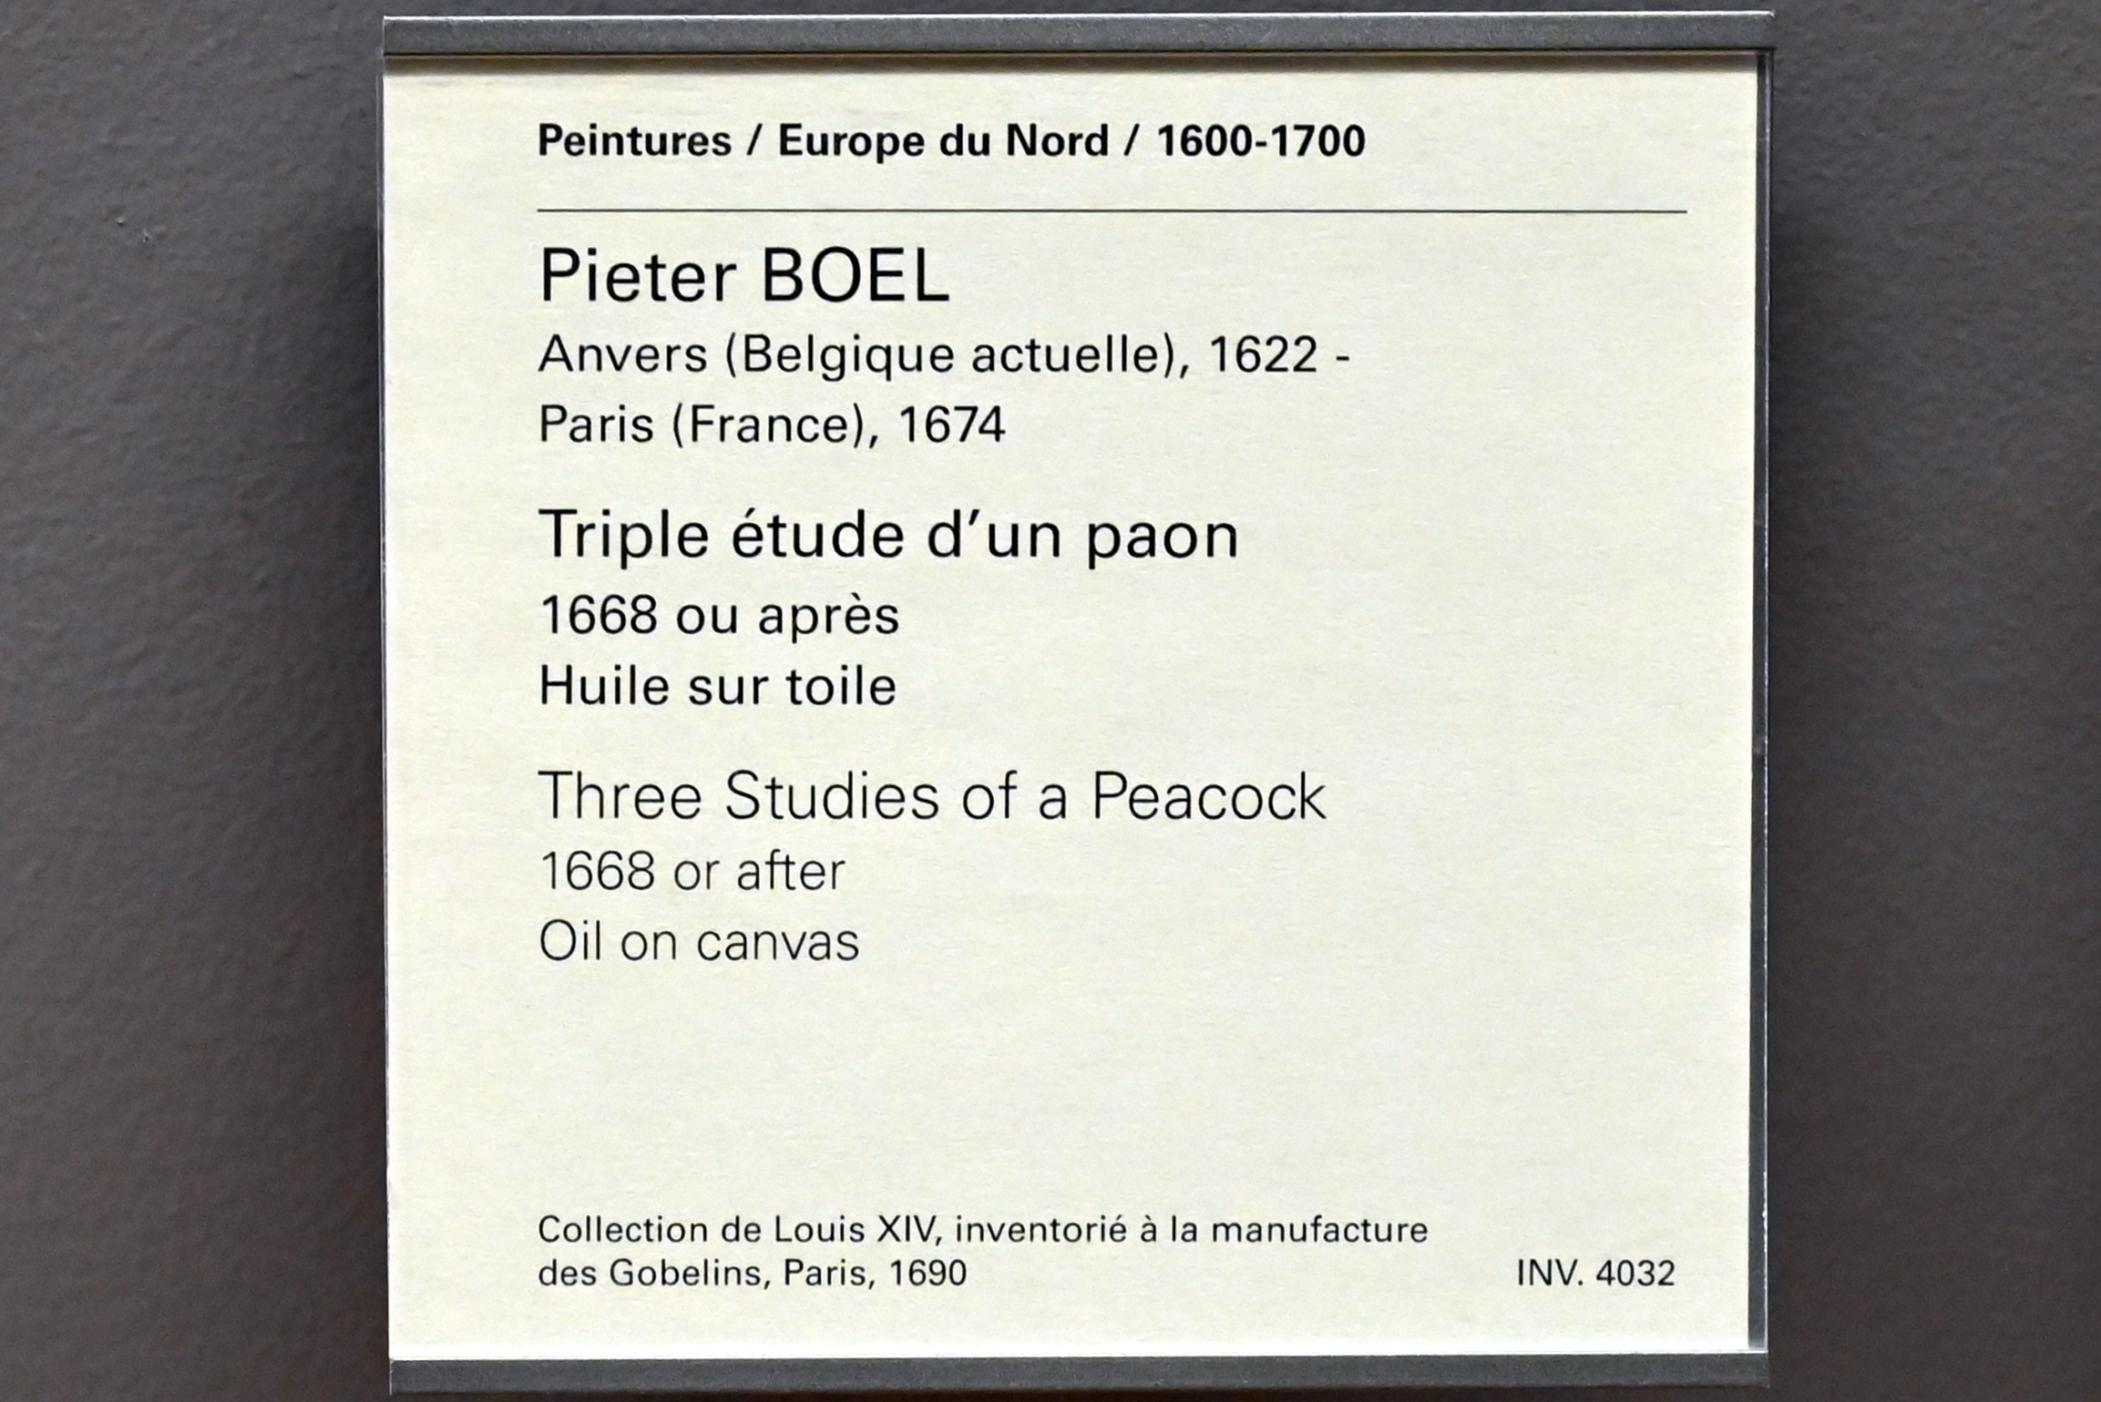 Peintures / Europe du Nord / 1600-1700
Pieter BOEL
Anvers (Belgique actuelle), 1622 -
Paris (France), 1674
Triple étude d'un paon
1668 ou après
Huile sur toile
Three Studies of a Peacock
1668 or after
Oil on canvas
Collection de Louis XIV, inventorié à la manufacture
des Gobelins, Paris, 1690
INV. 4032